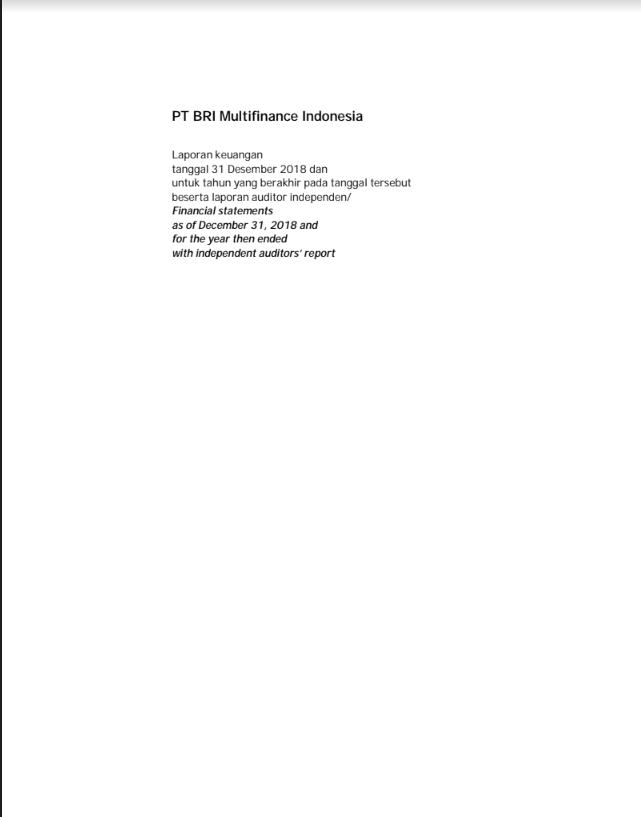 PT BRI Multifinance Indonesia
Laporan keuangan
tanggal 31 Desember 2018 dan
untuk tahun yang berakhir pada tanggal tersebut
beserta laporan auditor independen/
Financial statements
as of December 31, 2018 and
for the year then ended
with independent auditors' report